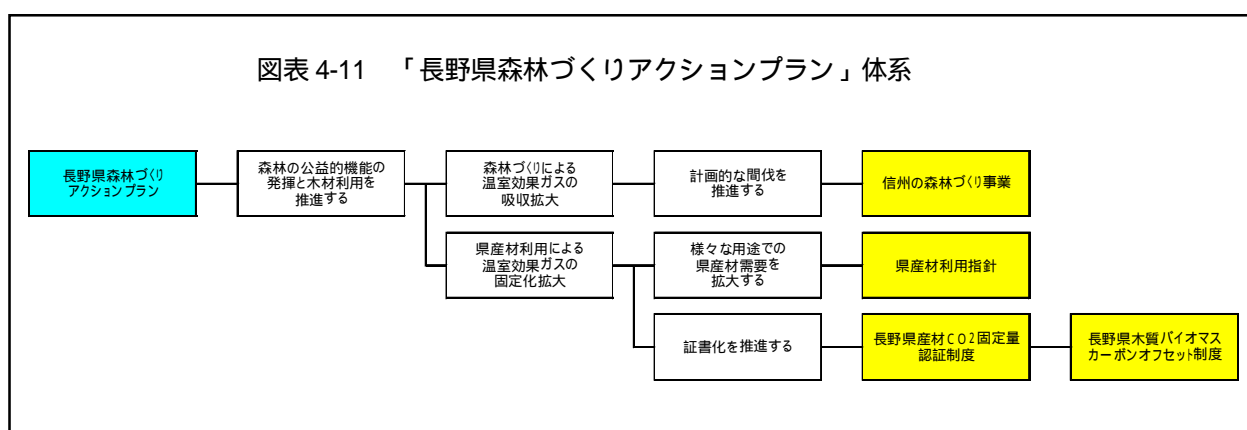 図表 4-11 「長野県森林づくりアクションプラン」体系
長野県森林づくり
アクションプラン
森林の公益的機能の
発揮と木材利用を
推進する
森林づくりによる
温室効果ガスの
吸収拡大
計画的な間伐を
推進する
信州の森林づくり事業
県産材利用による
温室効果ガスの
固定化拡大
様々な用途での
県産材需要を
拡大する
県産材利用指針
証書化を推進する
長野県産材CO2固定量
認証制度
長野県木質バイオマス
カーボンオフセット制度